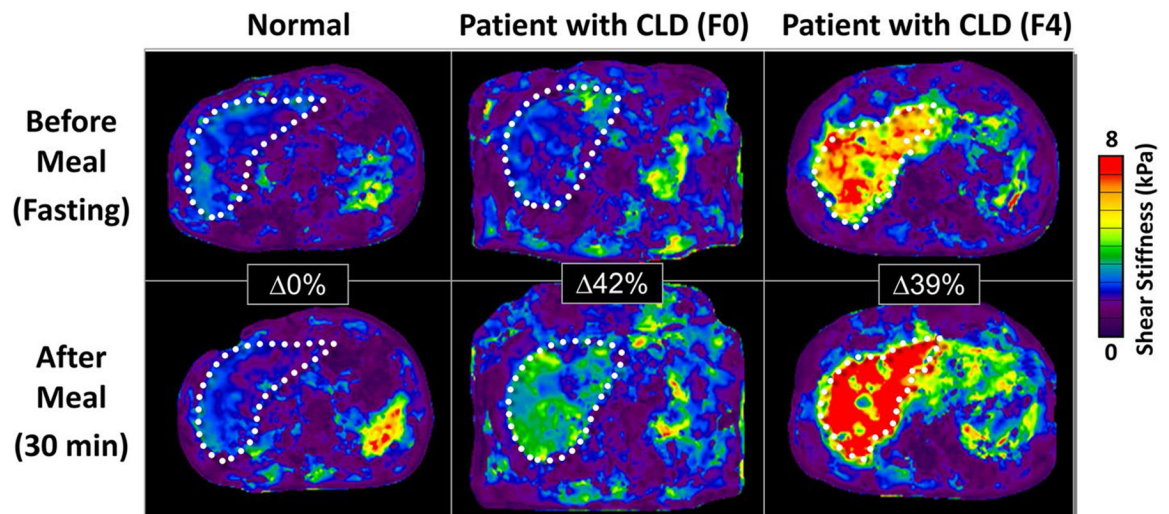 Normal
Patient with CLD (F0)
Patient with CLD (F4)
Before
Meal
(Fasting)
Δ0%
Δ42%
Δ39%
After
Meal
(30 min)
8
0
Shear Stiffness (kPa)